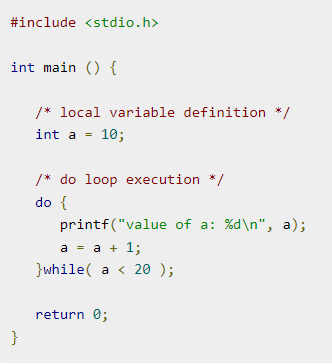 #include <stdio.h>
int main () {
/* local variable definition */
int a = 10;
/* do loop execution */
do {
printf("value of a: %d\n", a);
a = a + 1;
}while( a < 20 );
return 0;
}